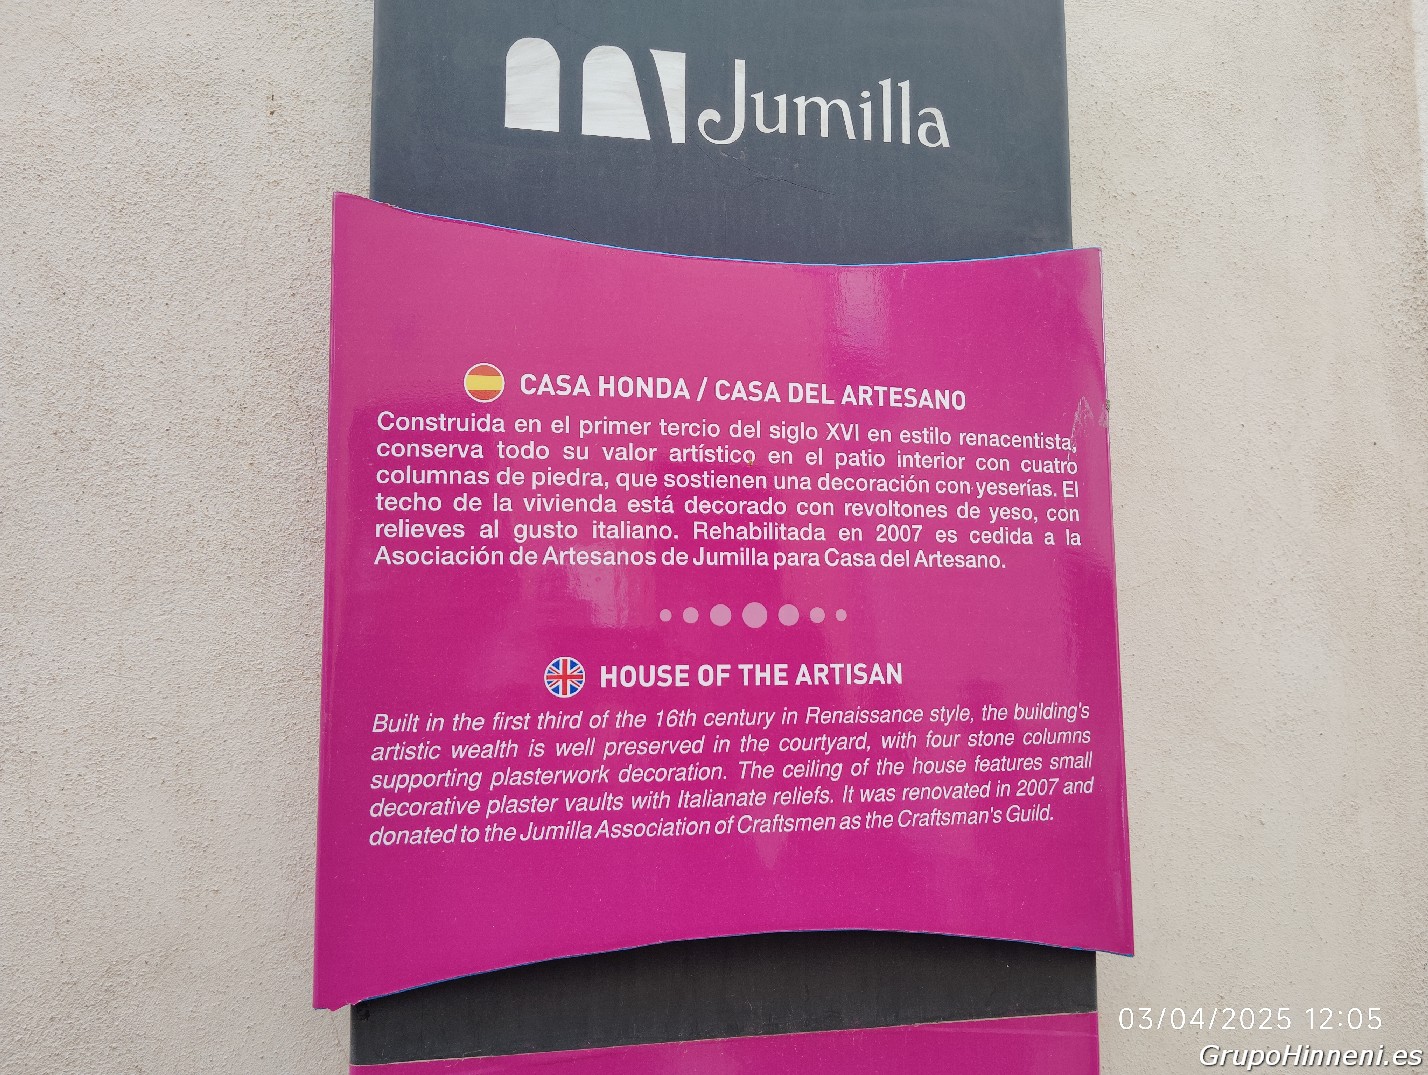 Jumilla
CASA HONDA / CASA DEL ARTESANO
Construida en el primer tercio del siglo XVI en estilo renacentista,
conserva todo su valor artístico en el patio interior con cuatro
columnas de piedra, que sostienen una decoración con yeserías. El
techo de la vivienda está decorado con revoltones de yeso, con
relieves al gusto italiano. Rehabilitada en 2007 es cedida a la
Asociación de Artesanos de Jumilla para Casa del Artesano.
HOUSE OF THE ARTISAN
Built in the first third of the 16th century in Renaissance style, the building's
artistic wealth is well preserved in the courtyard, with four stone columns
supporting plasterwork decoration. The ceiling of the house features small
decorative plaster vaults with Italianate reliefs. It was renovated in 2007 and
donated to the Jumilla Association of Craftsmen as the Craftsman's Guild.
03/04/2025 12:05
GrupoHinneni.es